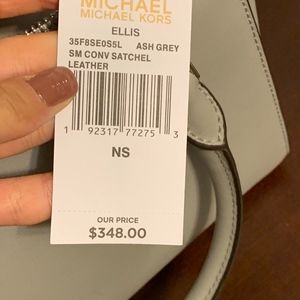 MICHAEL
MICHAEL KORS
ELLIS
35F8SE0S5L ASH GREY
SM CONV SATCHEL
LEATHER
1 92317 77275 3
NS
OUR PRICE
$348.00